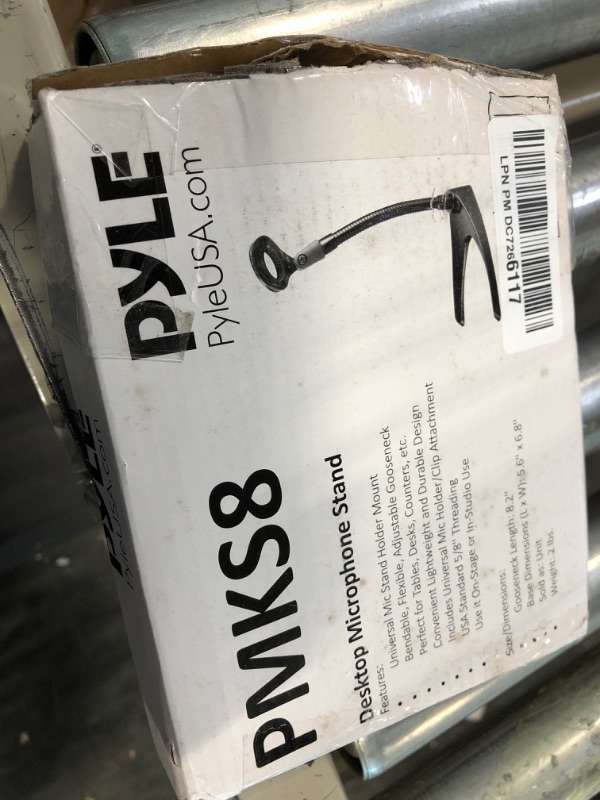 PYLE®
PyleUSA.com
LPN PM DC7266117
PYLE
PyleUSA.com
PMKS8
Desktop Microphone Stand
Features:
• Universal Mic Stand Holder Mount
• Bendable, Flexible, Adjustable Gooseneck
• Perfect for Tables, Desks, Counters, etc.
• Convenient Lightweight and Durable Design
• Includes Universal Mic Holder/Clip Attachment
• USA Standard 5/8" Threading
• Use it On-Stage or In-Studio Use
Size/Dimensions:
• Gooseneck Length: 8.2"
• Base Dimensions (L x W): 5.6" x 6.8"
• Sold as: Unit
• Weight: 2 lbs.